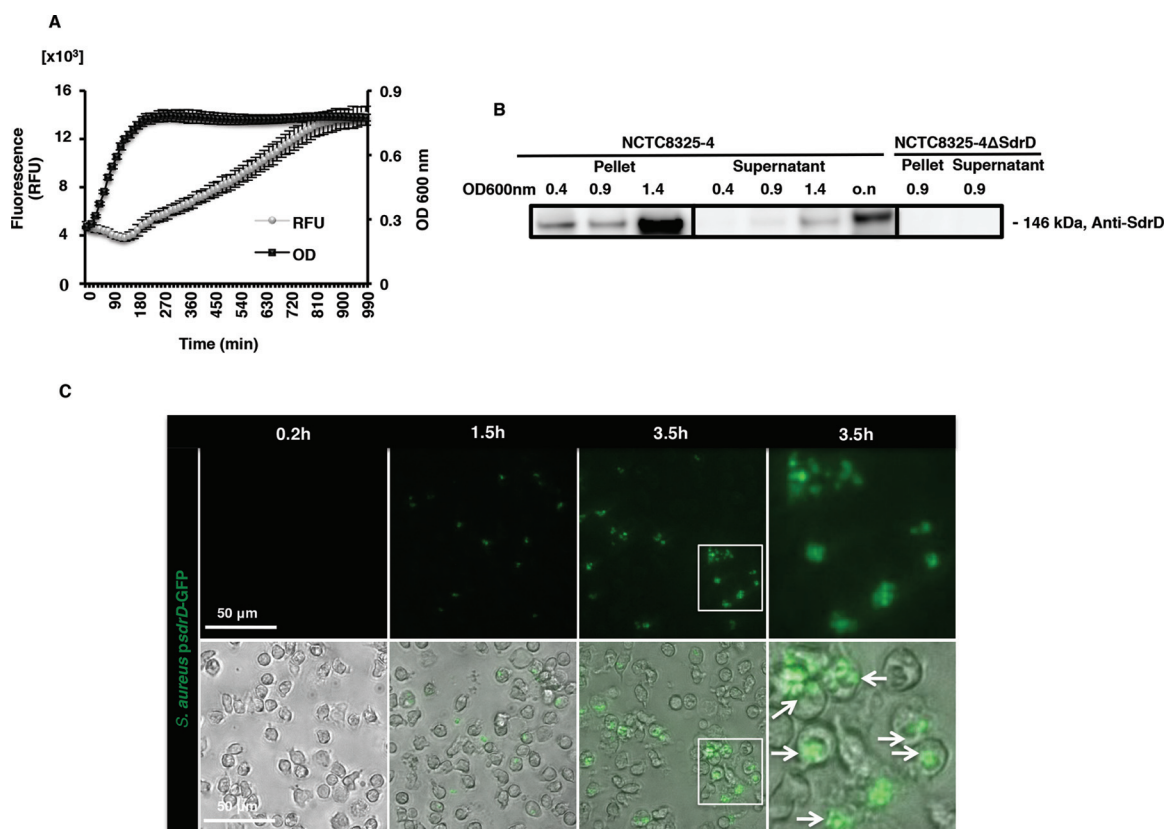 A
[x10³]
16
12
8
4
0
Fluorescence
(RFU)
0.9
0.6
0.3
0
OD 600 nm
RFU
OD
0 90 180 270 360 450 540 630 720 810 900 990
Time (min)
B
NCTC8325-4 NCTC8325-4ΔSdrD
Pellet Supernatant Pellet Supernatant
OD600nm 0.4 0.9 1.4 0.4 0.9 1.4 o.n 0.9 0.9
- 146 kDa, Anti-SdrD
C
0.2h 1.5h 3.5h 3.5h
S. aureus psdrD-GFP
50 µm
50 µm